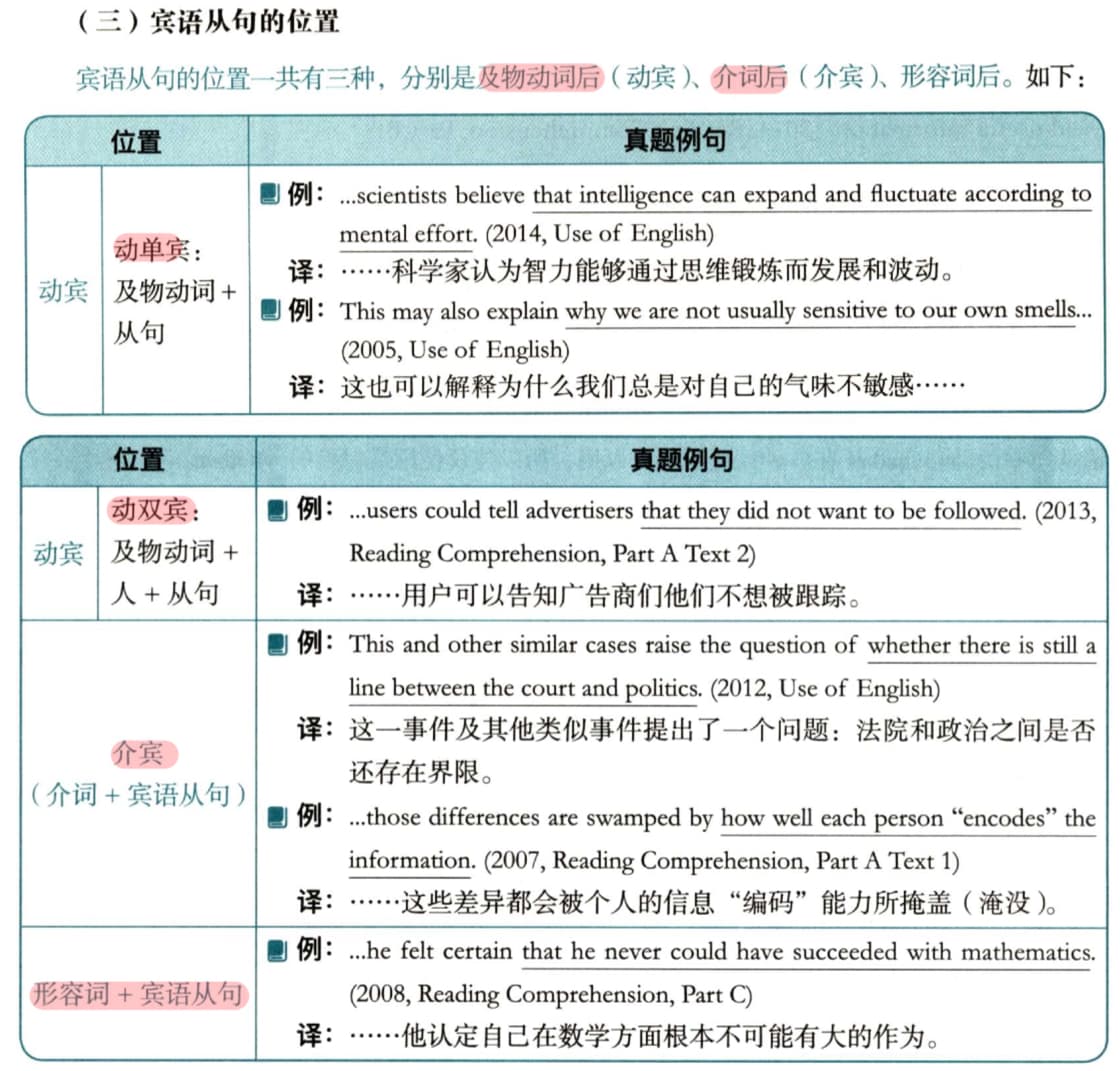 （三）宾语从句的位置
宾语从句的位置一共有三种，分别是及物动词后（动宾）、介词后（介宾）、形容词后。如下：
位置
真题例句
动宾
动单宾：
及物动词 +
从句
例：...scientists believe that intelligence can expand and fluctuate according to
mental effort. (2014, Use of English)
译：……科学家认为智力能够通过思维锻炼而发展和波动。
例：This may also explain why we are not usually sensitive to our own smells...
(2005, Use of English)
译：这也可以解释为什么我们总是对自己的气味不敏感……
位置
真题例句
动宾
动双宾：
及物动词 +
人 + 从句
例：...users could tell advertisers that they did not want to be followed. (2013,
Reading Comprehension, Part A Text 2)
译：……用户可以告知广告商们他们不想被跟踪。
介宾
（介词 + 宾语从句）
例：This and other similar cases raise the question of whether there is still a
line between the court and politics. (2012, Use of English)
译：这一事件及其他类似事件提出了一个问题：法院和政治之间是否
还存在界限。
例：...those differences are swamped by how well each person “encodes” the
information. (2007, Reading Comprehension, Part A Text 1)
译：……这些差异都会被个人的信息“编码”能力所掩盖（淹没）。
形容词 + 宾语从句
例：...he felt certain that he never could have succeeded with mathematics.
(2008, Reading Comprehension, Part C)
译：……他认定自己在数学方面根本不可能有大的作为。